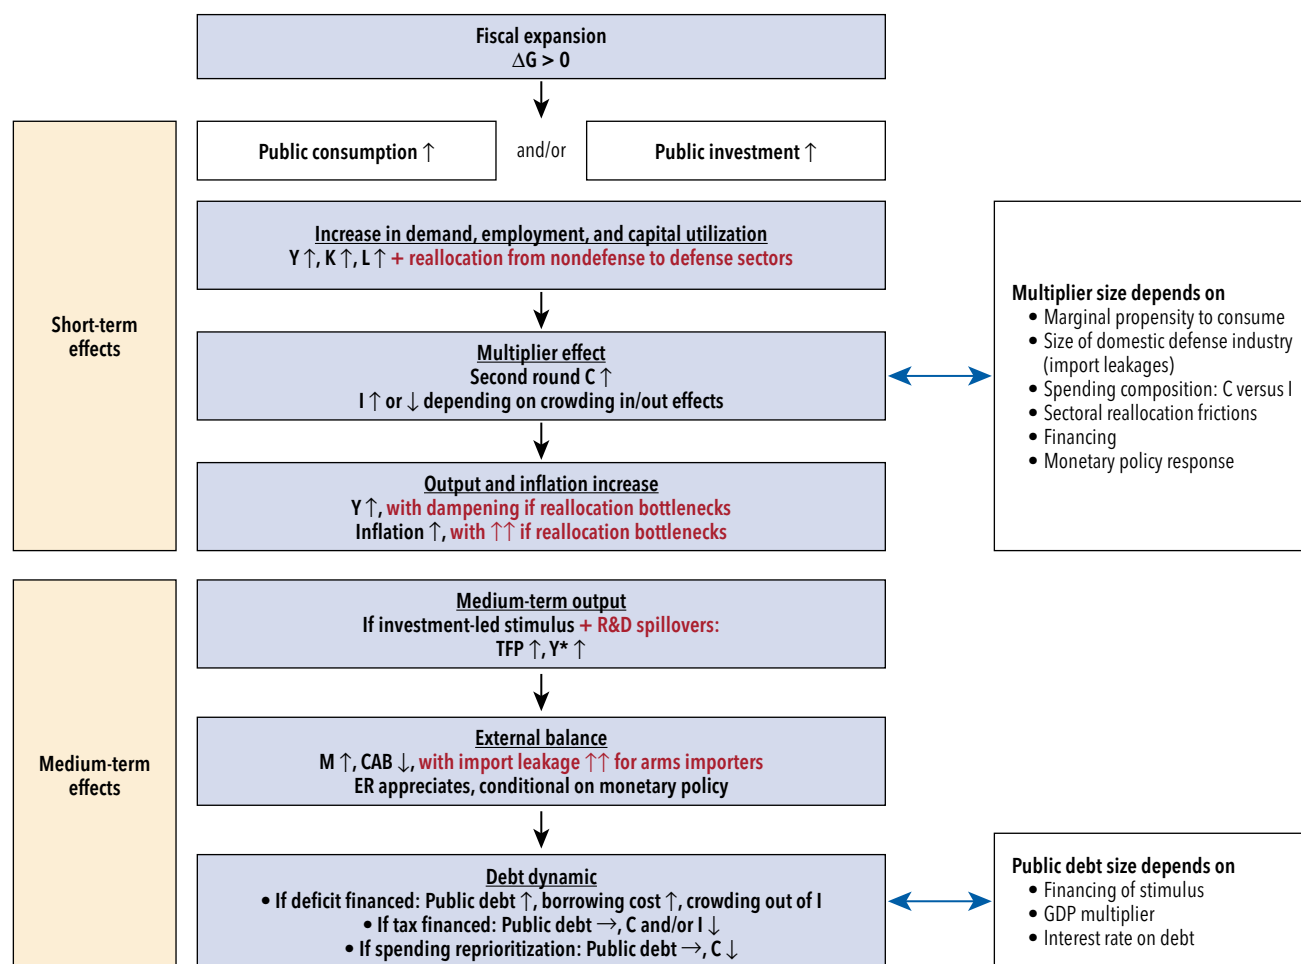 Fiscal expansion
ΔG > 0
Public consumption ↑
and/or
Public investment ↑
Short-term
effects
Increase in demand, employment, and capital utilization
Y ↑, K ↑, L ↑ + reallocation from nondefense to defense sectors
Multiplier effect
Second round C ↑
I ↑ or ↓ depending on crowding in/out effects
Output and inflation increase
Y ↑, with dampening if reallocation bottlenecks
Inflation ↑, with ↑↑ if reallocation bottlenecks
Multiplier size depends on
• Marginal propensity to consume
• Size of domestic defense industry
(import leakages)
• Spending composition: C versus I
• Sectoral reallocation frictions
• Financing
• Monetary policy response
Medium-term
effects
Medium-term output
If investment-led stimulus + R&D spillovers:
TFP ↑, Y* ↑
External balance
M ↑, CAB ↓, with import leakage ↑↑ for arms importers
ER appreciates, conditional on monetary policy
Debt dynamic
• If deficit financed: Public debt ↑, borrowing cost ↑, crowding out of I
• If tax financed: Public debt →, C and/or I ↓
• If spending reprioritization: Public debt →, C ↓
Public debt size depends on
• Financing of stimulus
• GDP multiplier
• Interest rate on debt